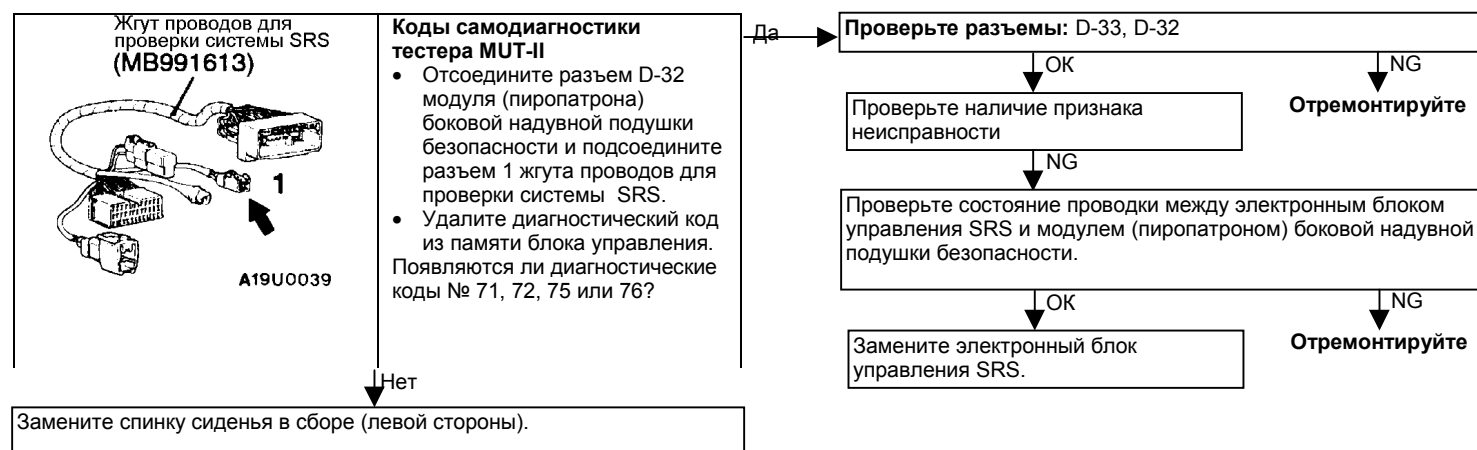 Жгут проводов для
проверки системы SRS
(MB991613)
1
A19U0039
Коды самодиагностики
тестера MUT-II
• Отсоедините разъем D-32
модуля (пиропатрона)
боковой надувной подушки
безопасности и подсоедините
разъем 1 жгута проводов для
проверки системы SRS.
• Удалите диагностический код
из памяти блока управления.
Появляются ли диагностические
коды № 71, 72, 75 или 76?
Да
Проверьте разъемы: D-33, D-32
OK
NG
Проверьте наличие признака
неисправности
Отремонтируйте
NG
Проверьте состояние проводки между электронным блоком
управления SRS и модулем (пиропатроном) боковой надувной
подушки безопасности.
OK
NG
Замените электронный блок
управления SRS.
Отремонтируйте
Нет
Замените спинку сиденья в сборе (левой стороны).